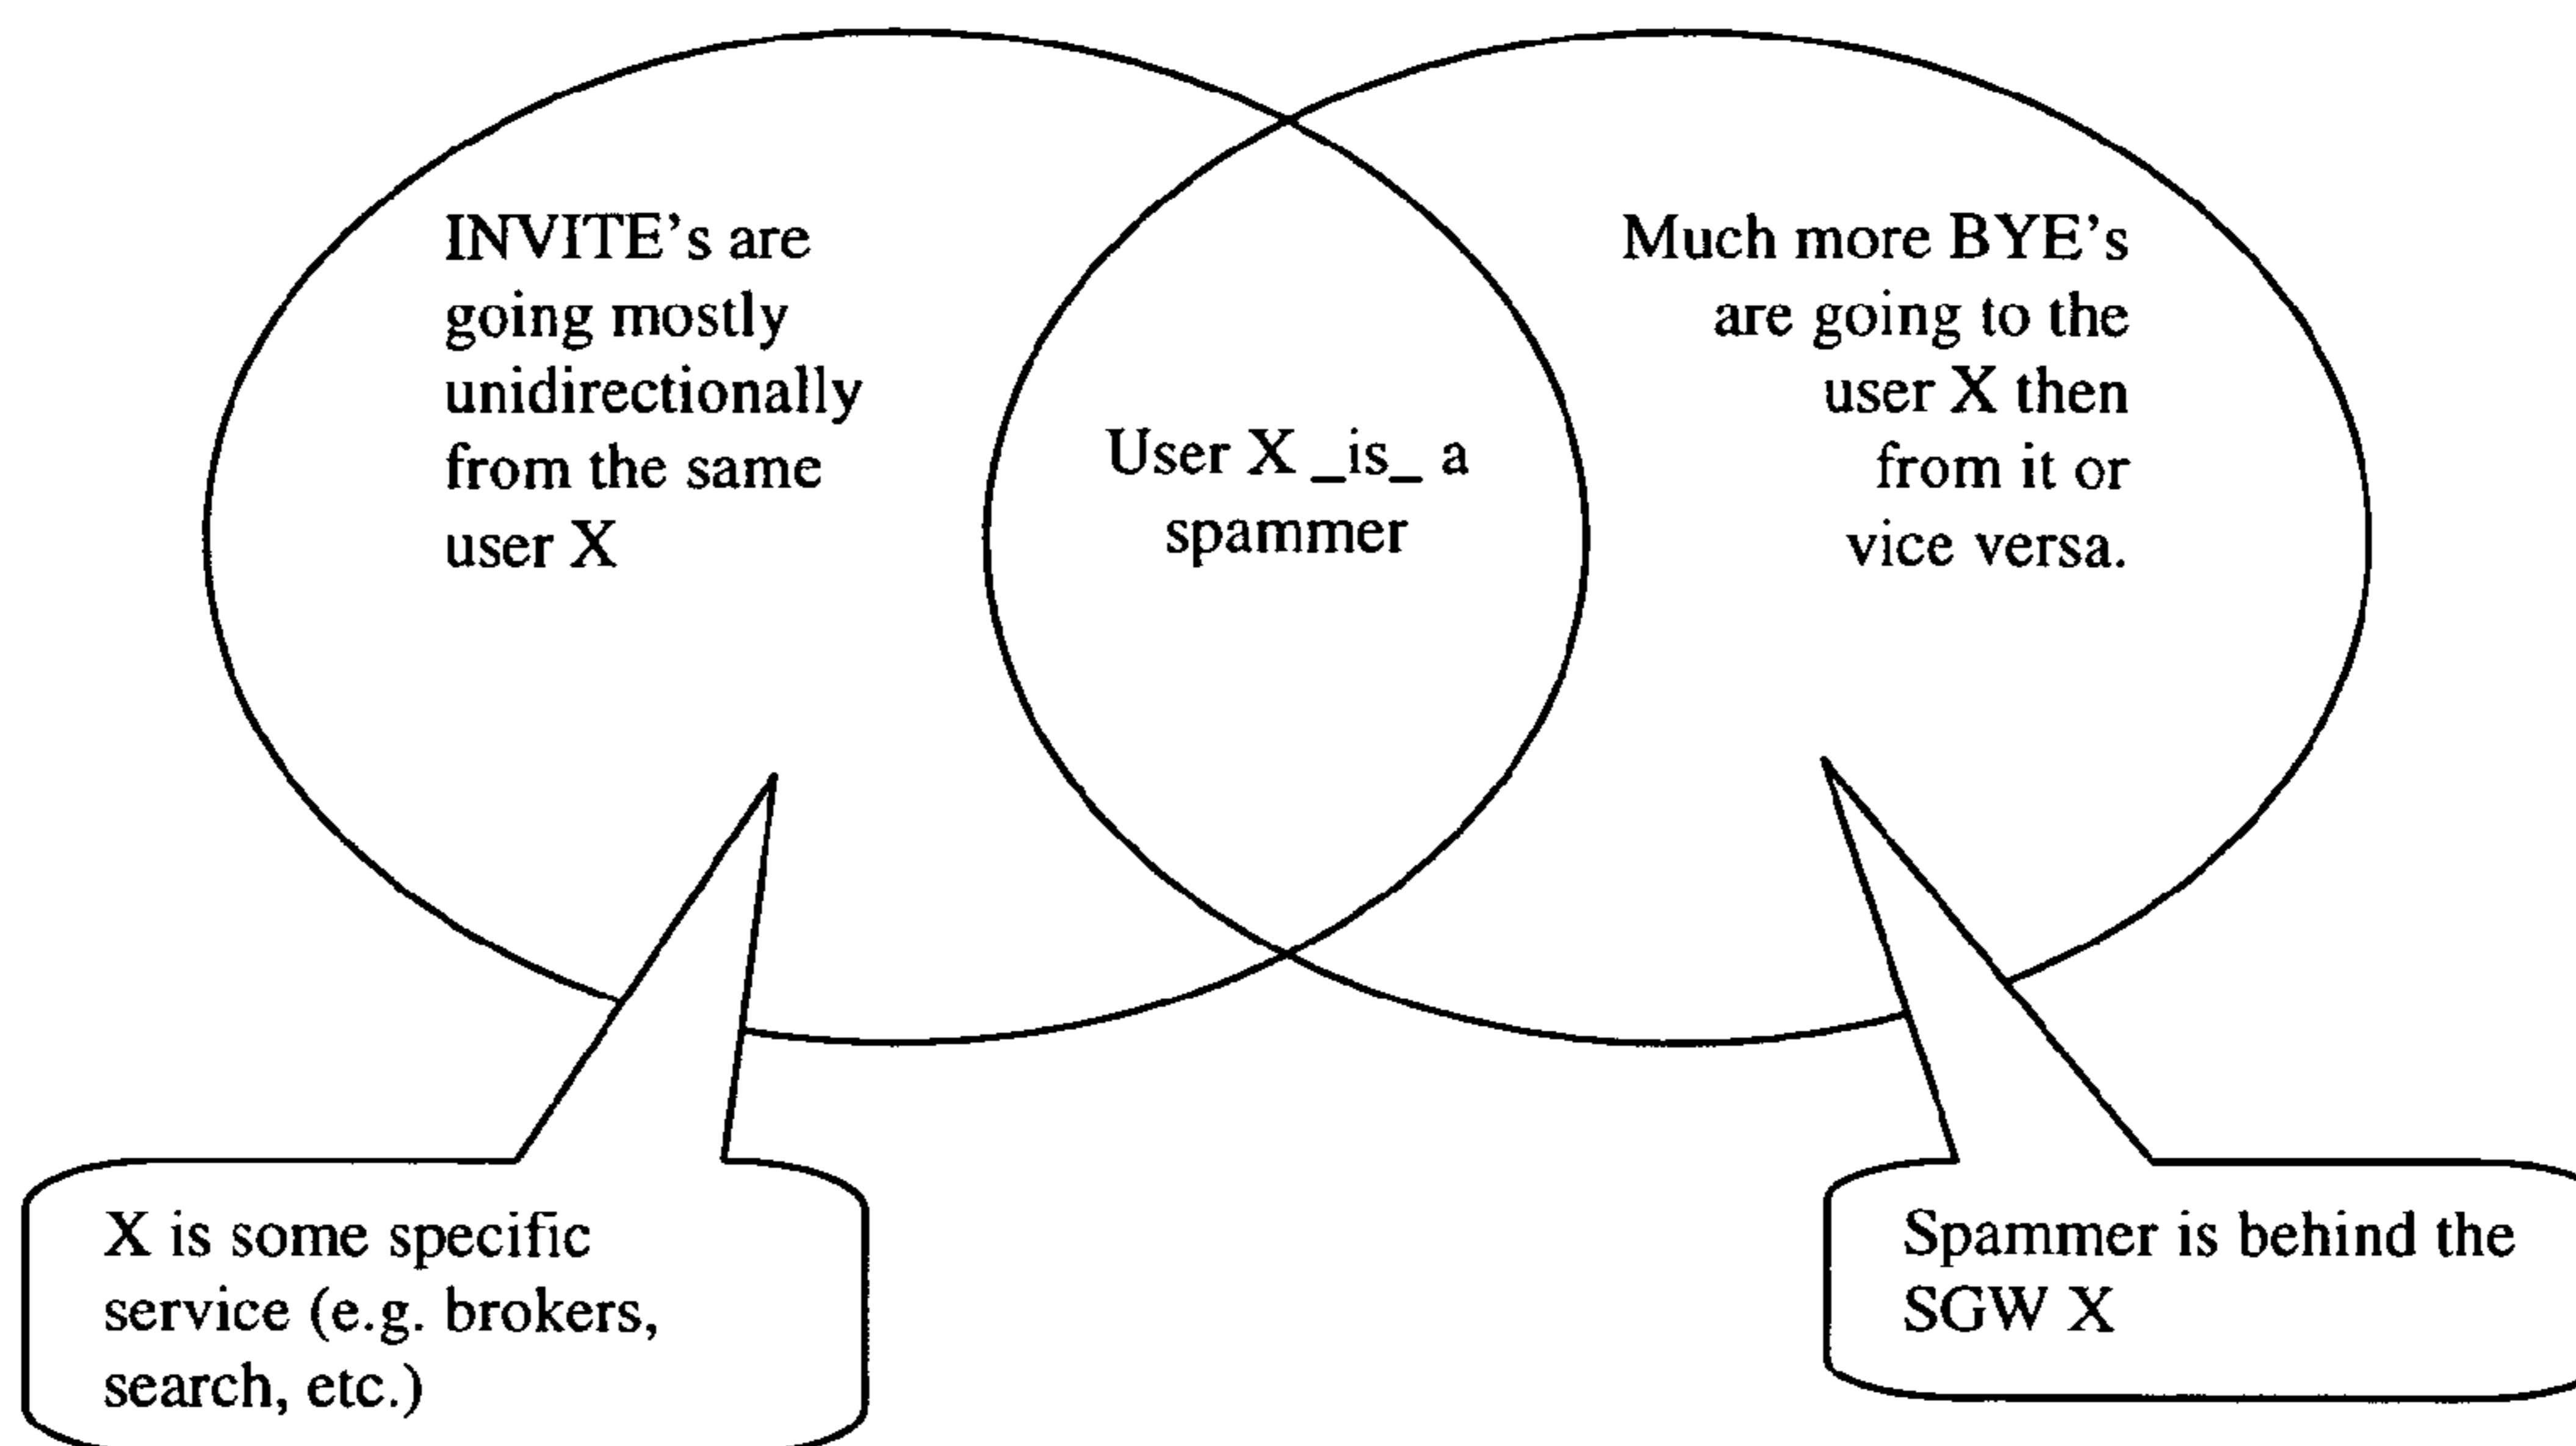 INVITE's are
going mostly
unidirectionally
from the same
user X
User X _is_ a
spammer
Much more BYE's
are going to the
user X then
from it or
vice versa.
X is some specific
service (e.g. brokers,
search, etc.)
Spammer is behind the
SGW X